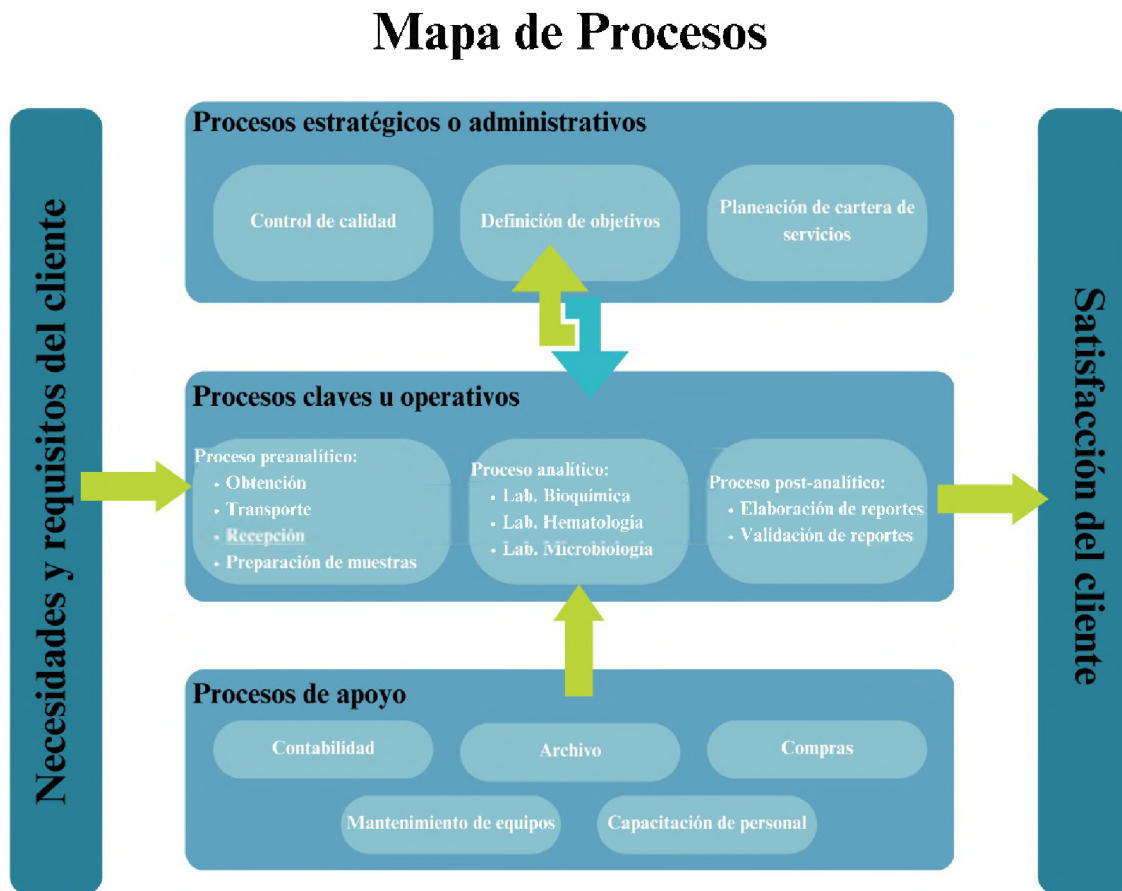 Mapa de Procesos
Necesidades y requisitos del cliente
Procesos estratégicos o administrativos
Control de calidad
Definición de objetivos
Planeación de cartera de
servicios
Procesos claves u operativos
Proceso preanalítico:
• Obtención
• Transporte
• Recepción
• Preparación de muestras
Proceso analítico:
• Lab. Bioquímica
• Lab. Hematología
• Lab. Microbiología
Proceso post-analítico:
• Elaboración de reportes
• Validación de reportes
Procesos de apoyo
Contabilidad
Archivo
Compras
Mantenimiento de equipos
Capacitación de personal
Satisfacción del cliente